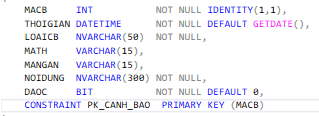 MACB INT NOT NULL IDENTITY(1,1),
THOIGIAN DATETIME NOT NULL DEFAULT GETDATE(),
LOAICB NVARCHAR(50) NOT NULL,
MATH VARCHAR(15),
MANGAN VARCHAR(15),
NOIDUNG NVARCHAR(300) NOT NULL,
DAOC BIT NOT NULL DEFAULT 0,
CONSTRAINT PK_CANH_BAO PRIMARY KEY (MACB)